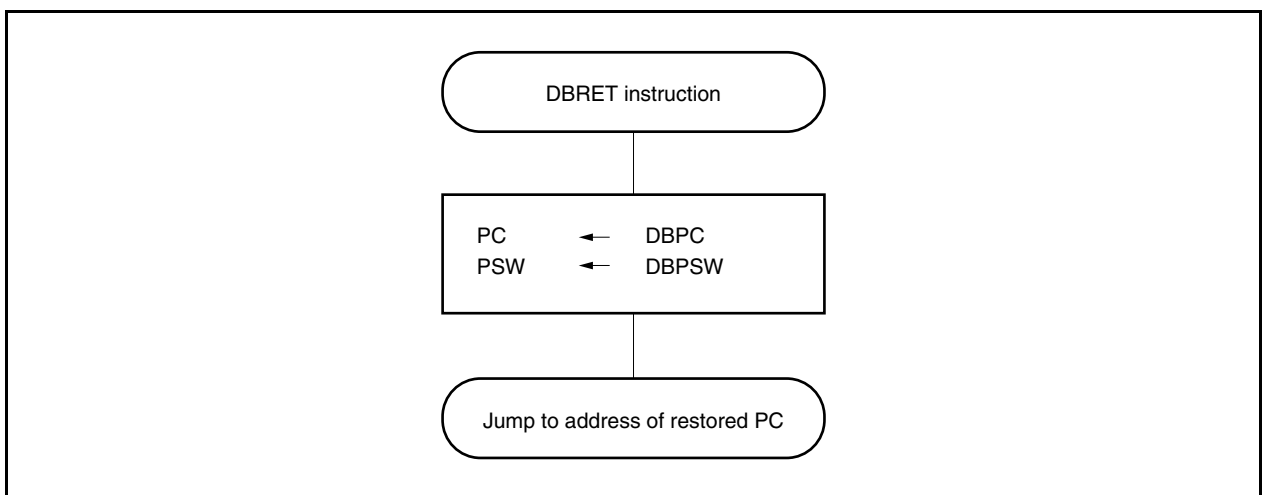 DBRET instruction
PC ← DBPC
PSW ← DBPSW
Jump to address of restored PC